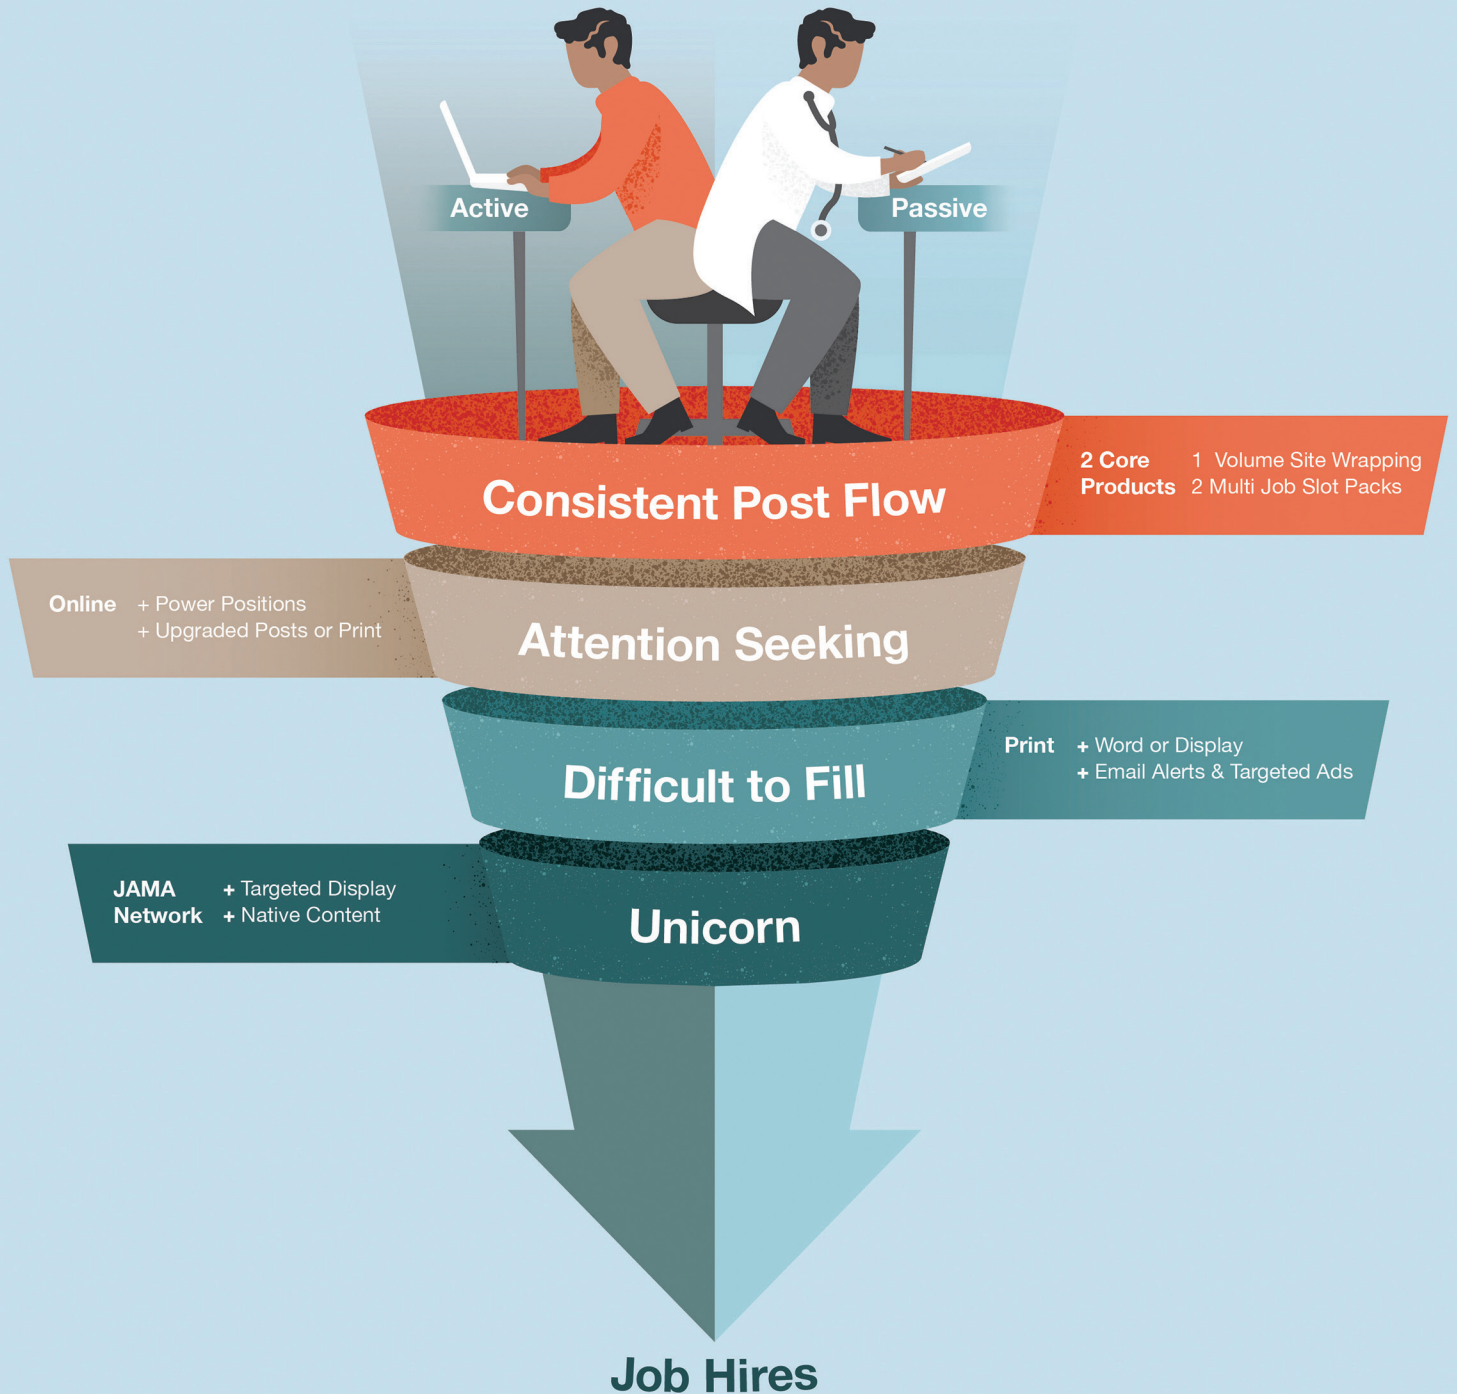 Active
Passive
Consistent Post Flow
2 Core 1 Volume Site Wrapping
Products 2 Multi Job Slot Packs
Online + Power Positions
+ Upgraded Posts or Print
Attention Seeking
Difficult to Fill
Print + Word or Display
+ Email Alerts & Targeted Ads
JAMA + Targeted Display
Network + Native Content
Unicorn
Job Hires